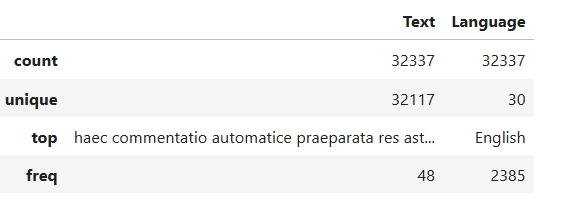 Text Language
count 32337 32337
unique 32117 30
top haec commentatio automatice praeparata res ast... English
freq 48 2385